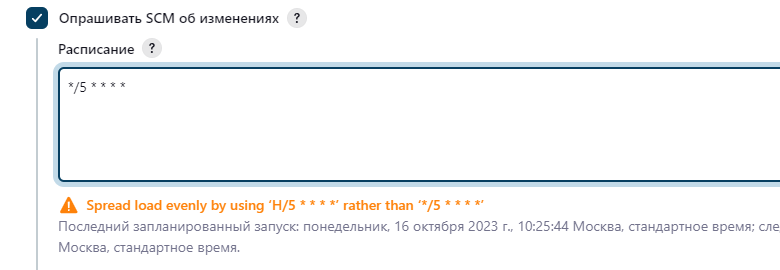 Опрашивать SCM об изменениях ?
Расписание ?
*/5 * * * *
Spread load evenly by using ‘H/5 * * * *’ rather than ‘*/5 * * * *’
Последний запланированный запуск: понедельник, 16 октября 2023 г., 10:25:44 Москва, стандартное время;
Москва, стандартное время.